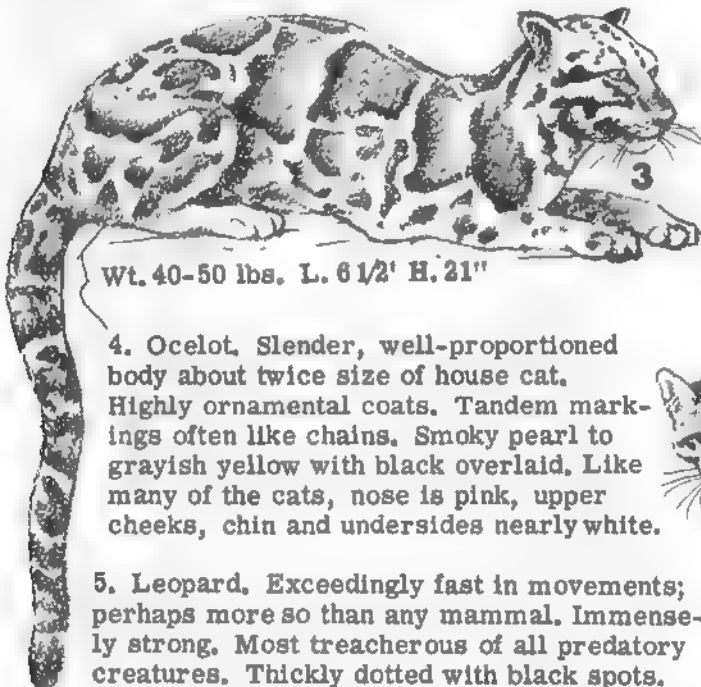 3
Wt. 40-50 lbs. L. 6 1/2' H. 21"
4. Ocelot. Slender, well-proportioned
body about twice size of house cat.
Highly ornamental coats. Tandem mark-
ings often like chains. Smoky pearl to
grayish yellow with black overlaid. Like
many of the cats, nose is pink, upper
cheeks, chin and undersides nearly white.
5. Leopard. Exceedingly fast in movements;
perhaps more so than any mammal. Immense-
ly strong. Most treacherous of all predatory
creatures. Thickly dotted with black spots.